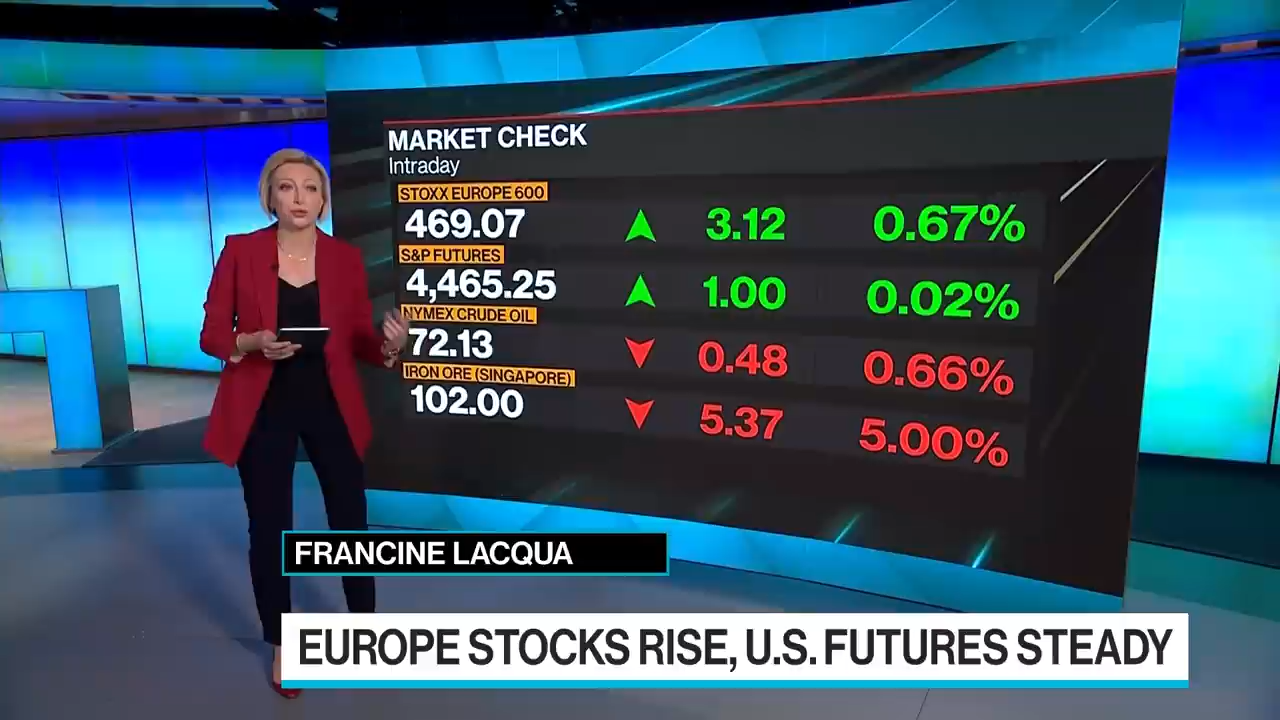 MARKET CHECK
Intraday
STOXX EUROPE 600
469.07 ▲ 3.12 0.67%
S&P FUTURES
4,465.25 ▲ 1.00 0.02%
NYMEX CRUDE OIL
72.13 ▼ 0.48 0.66%
IRON ORE (SINGAPORE)
102.00 ▼ 5.37 5.00%
FRANCINE LACQUA
EUROPE STOCKS RISE, U.S. FUTURES STEADY